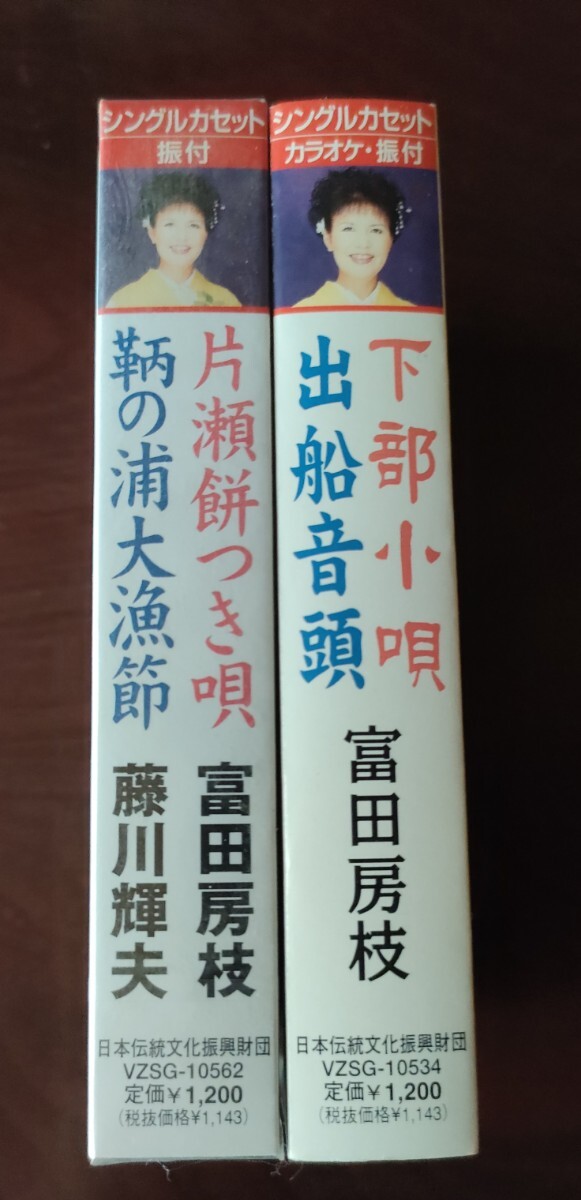 シングルカセット
振付
片瀬餅つき唄
鞆の浦大漁節
富田房枝
藤川輝夫
日本伝統文化振興財団
VZSG-10562
定価¥1,200
(税抜価格¥1,143)
シングルカセット
カラオケ・振付
下部小唄
出船音頭
富田房枝
日本伝統文化振興財団
VZSG-10534
定価¥1,200
(税抜価格¥1,143)